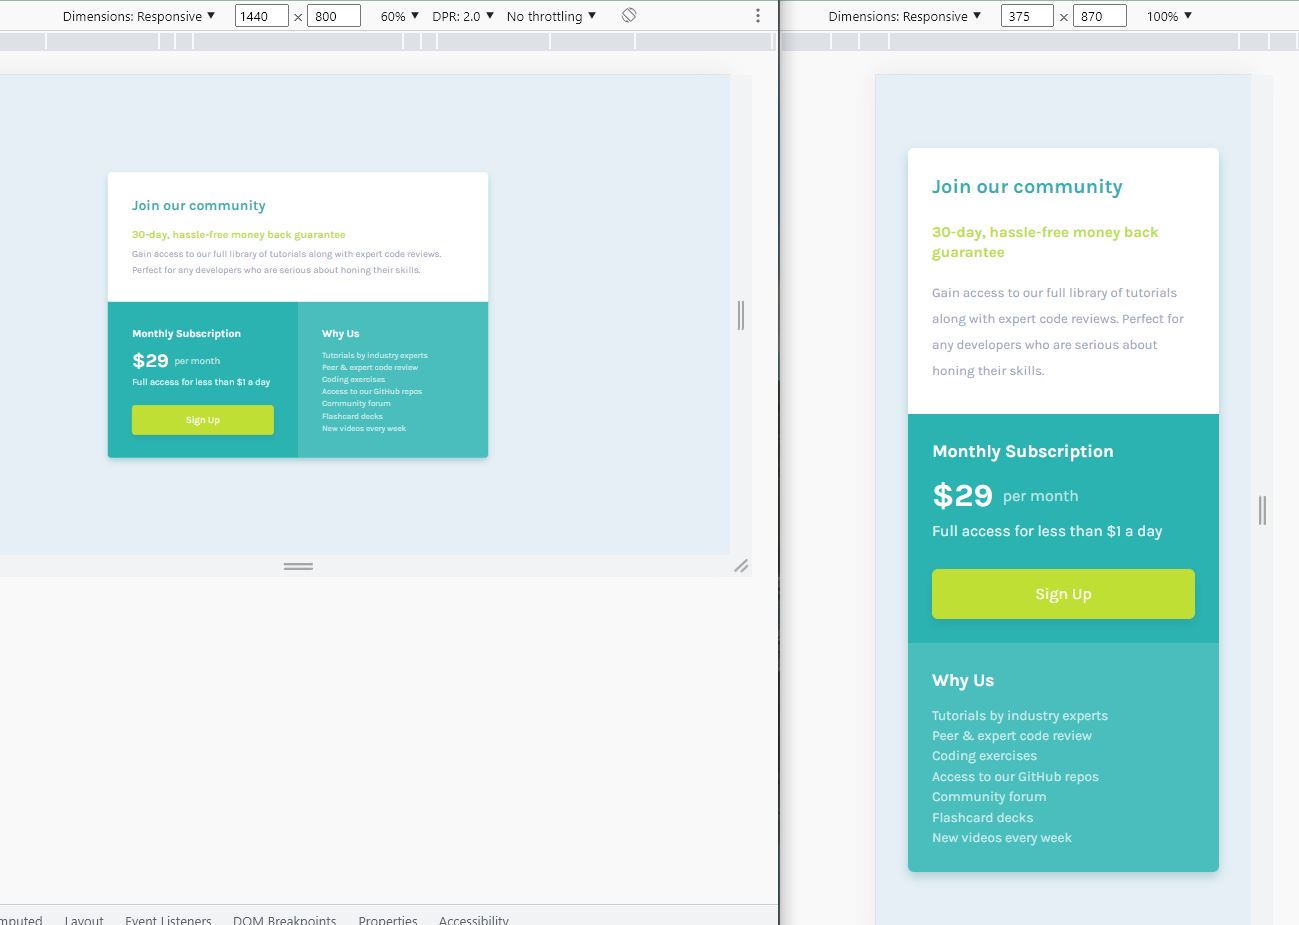 Dimensions: Responsive ▼ 1440 × 800 60% ▼ DPR: 2.0 ▼ No throttling ▼
Join our community
30-day, hassle-free money back guarantee
Gain access to our full library of tutorials along with expert code reviews.
Perfect for any developers who are serious about honing their skills.
Monthly Subscription
$29 per month
Full access for less than $1 a day
Sign Up
Why Us
Tutorials by industry experts
Peer & expert code review
Coding exercises
Access to our GitHub repos
Community forum
Flashcard decks
New videos every week
mputed Layout Event Listeners DOM Breakpoints Properties Accessibility
Dimensions: Responsive ▼ 375 × 870 100% ▼
Join our community
30-day, hassle-free money back
guarantee
Gain access to our full library of tutorials
along with expert code reviews. Perfect for
any developers who are serious about
honing their skills.
Monthly Subscription
$29 per month
Full access for less than $1 a day
Sign Up
Why Us
Tutorials by industry experts
Peer & expert code review
Coding exercises
Access to our GitHub repos
Community forum
Flashcard decks
New videos every week